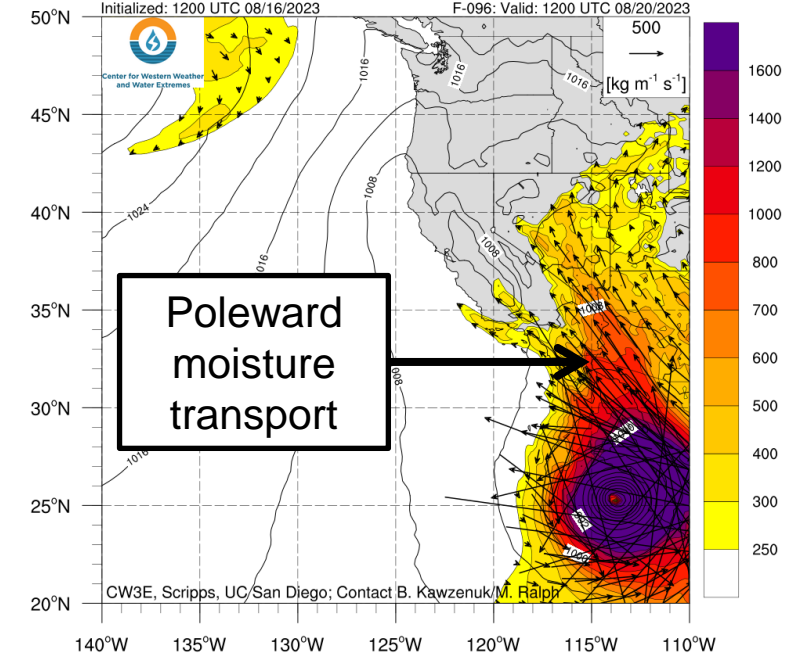 Initialized: 1200 UTC 08/16/2023
F-096: Valid: 1200 UTC 08/20/2023
Center for Western Weather
and Water Extremes
500
[kg m⁻¹ s⁻¹]
50°N
45°N
40°N
35°N
30°N
25°N
20°N
1016
1016
1016
1024
1008
016
1008
1008
008
1016
1006
Poleward
moisture
transport
CW3E, Scripps, UC San Diego; Contact B. Kawzenuk/M. Ralph
140°W
135°W
130°W
125°W
120°W
115°W
110°W
1600
1400
1200
1000
800
700
600
500
400
300
250